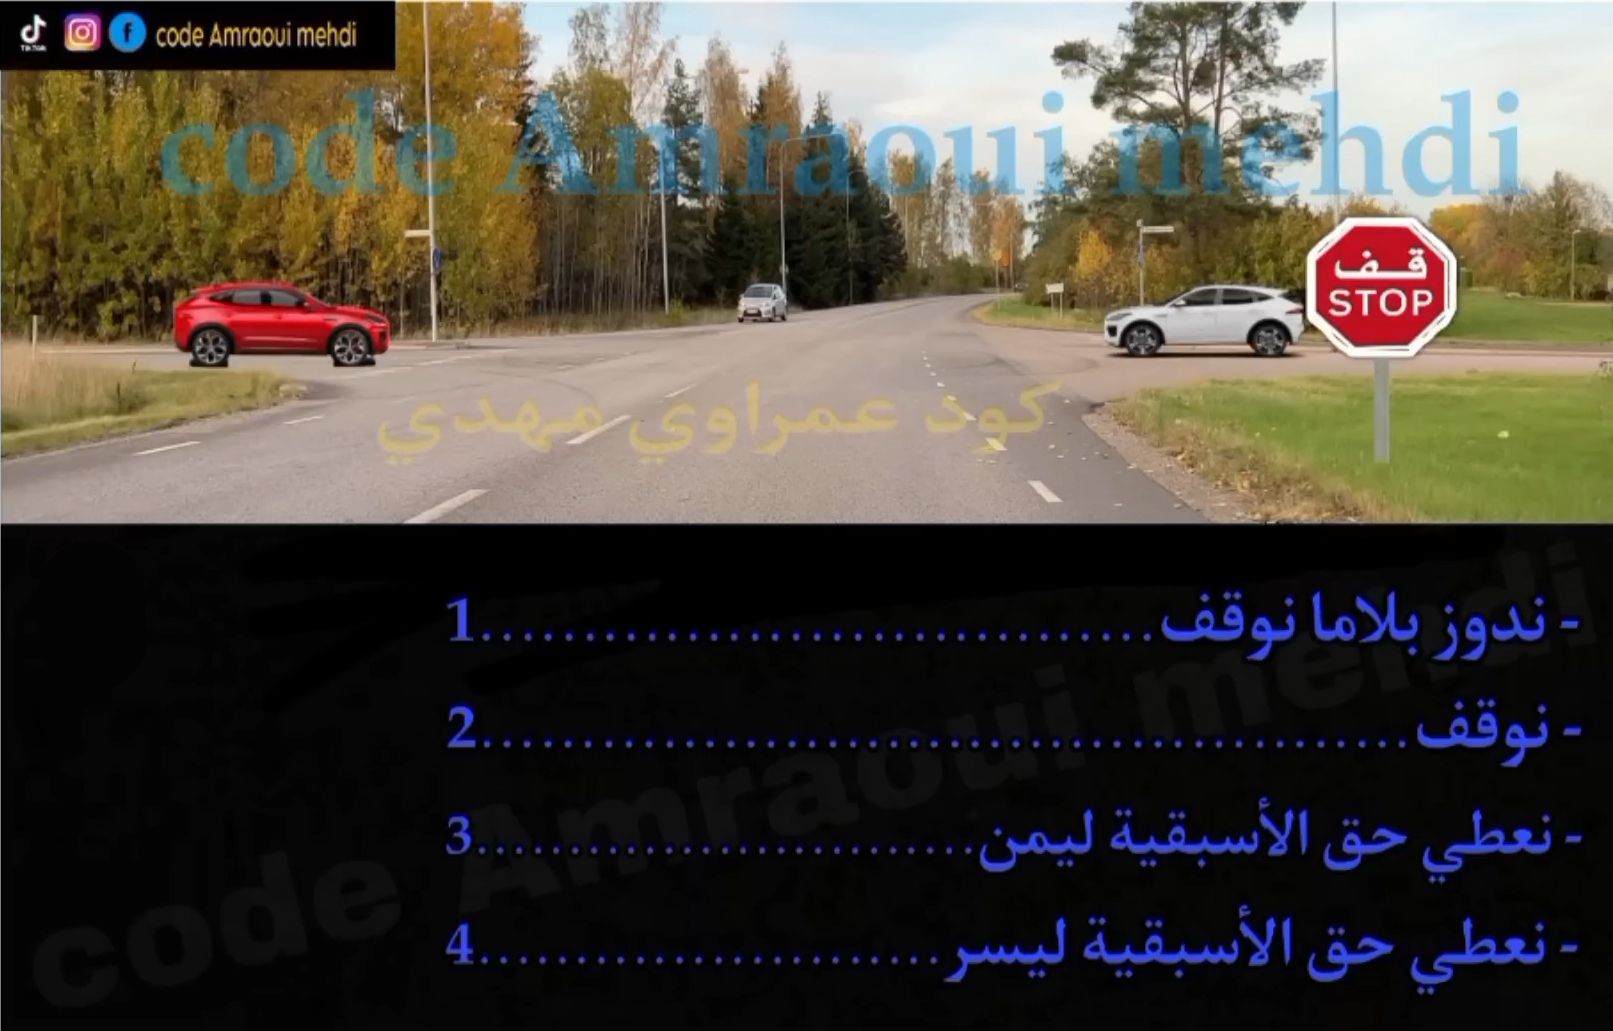 code Amraoui mehdi
code Amraoui mehdi
قف
STOP
كود عمراوي مهدي
- ندوز بلاما نوقف.................................1
- نوقف..............................................2
- نعطي حق الأسبقية ليمن.........................3
- نعطي حق الأسبقية ليسر.......................4
code Amraoui mehdi